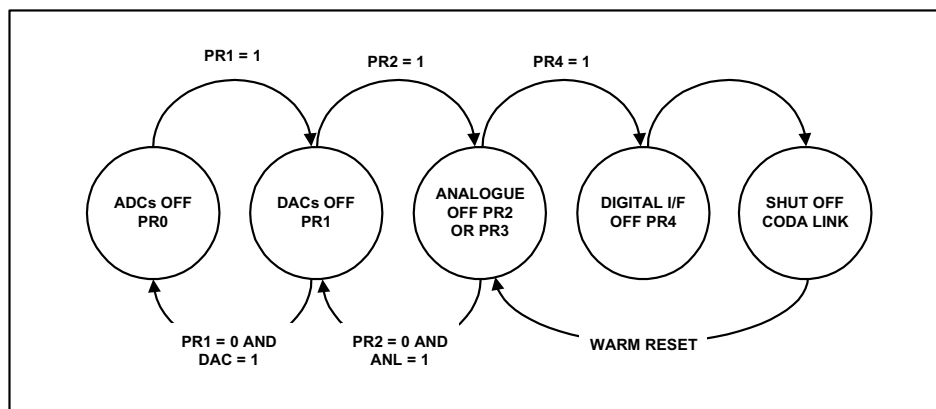 PR1 = 1
PR2 = 1
PR4 = 1
ADCs OFF
PR0
DACs OFF
PR1
ANALOGUE
OFF PR2
OR PR3
DIGITAL I/F
OFF PR4
SHUT OFF
CODA LINK
PR1 = 0 AND
DAC = 1
PR2 = 0 AND
ANL = 1
WARM RESET